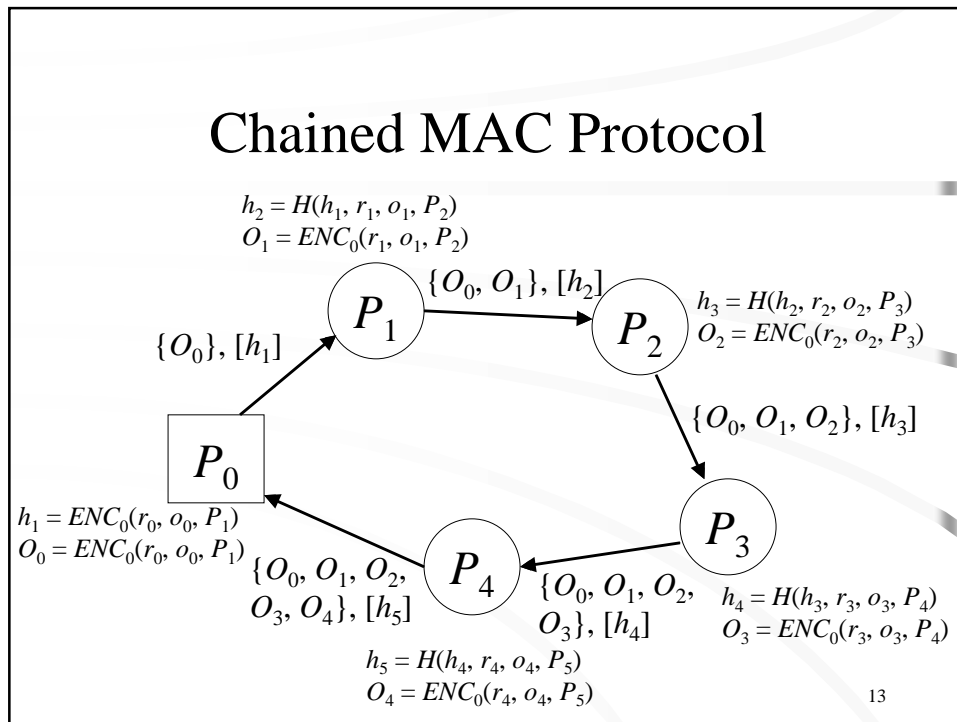 Chained MAC Protocol
h₂ = H(h₁, r₁, o₁, P₂)
O₁ = ENC₀(r₁, o₁, P₂)
P₁
{O₀, O₁}, [h₂]
P₂
h₃ = H(h₂, r₂, o₂, P₃)
O₂ = ENC₀(r₂, o₂, P₃)
{O₀}, [h₁]
{O₀, O₁, O₂}, [h₃]
P₀
h₁ = ENC₀(r₀, o₀, P₁)
O₀ = ENC₀(r₀, o₀, P₁)
P₃
P₄
{O₀, O₁, O₂,
O₃, O₄}, [h₅]
{O₀, O₁, O₂,
O₃}, [h₄]
h₄ = H(h₃, r₃, o₃, P₄)
O₃ = ENC₀(r₃, o₃, P₄)
h₅ = H(h₄, r₄, o₄, P₅)
O₄ = ENC₀(r₄, o₄, P₅)
13